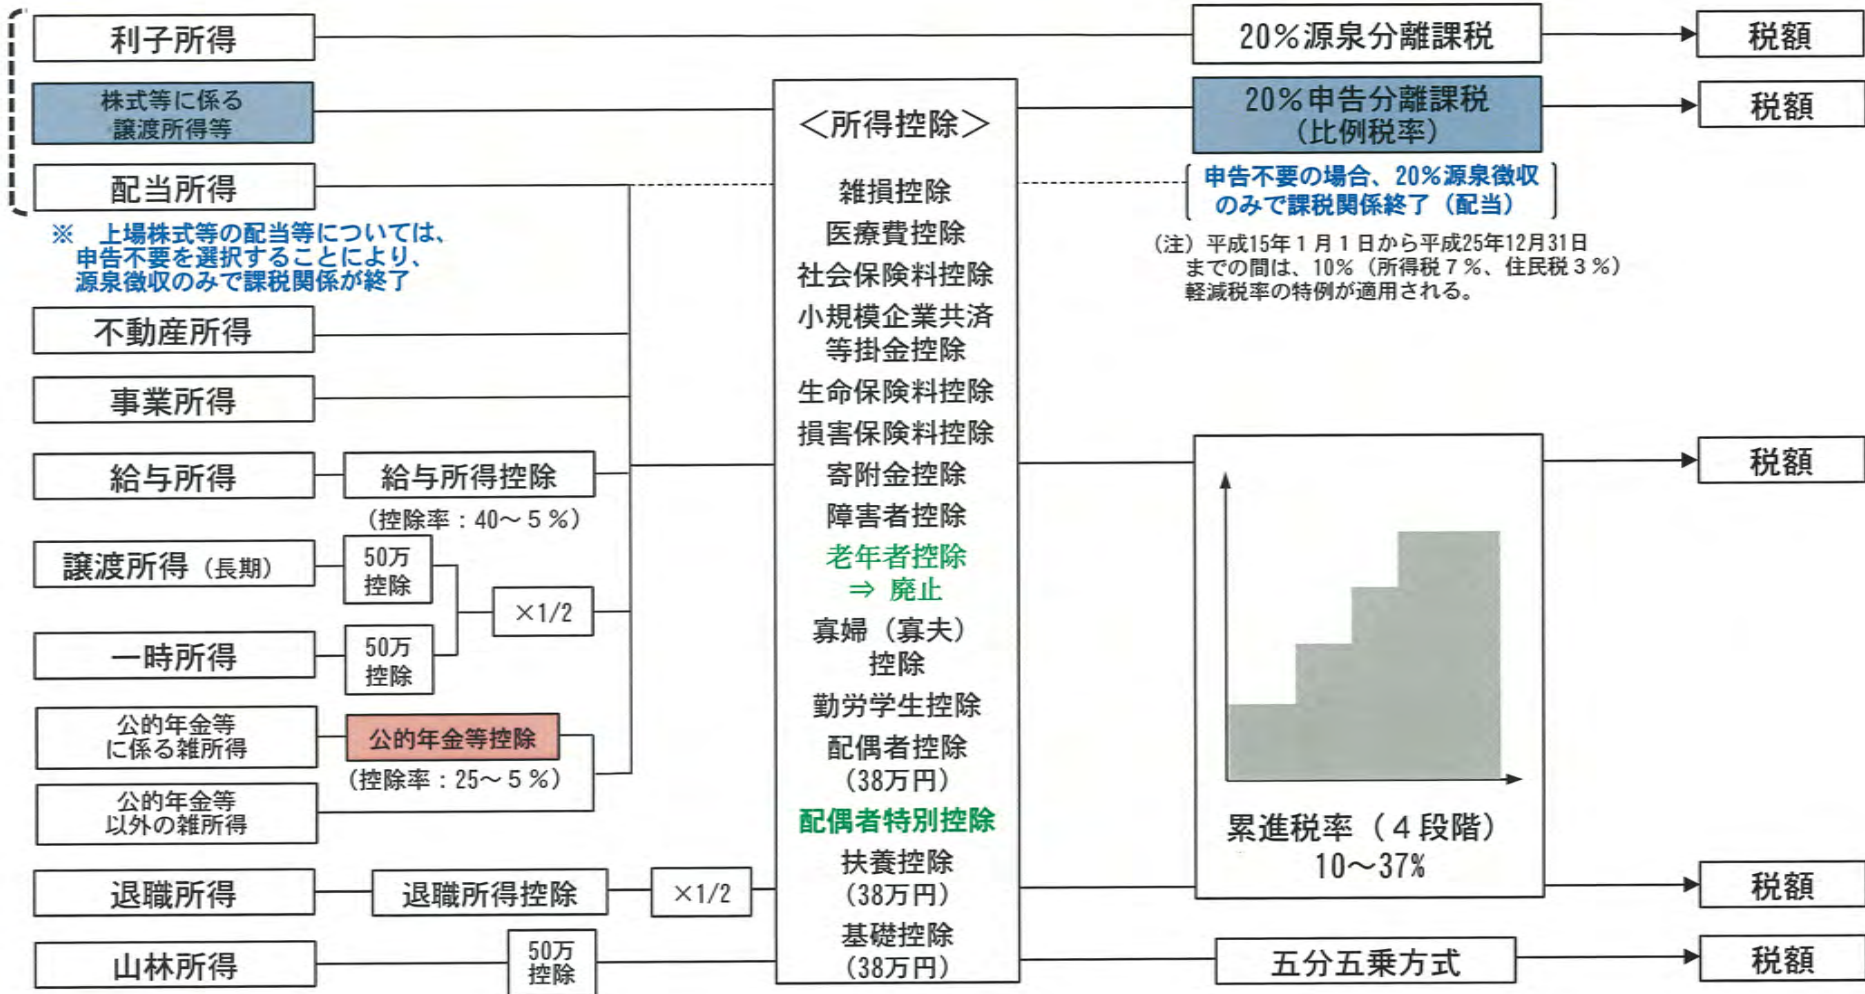 利子所得
20%源泉分離課税
税額
株式等に係る
譲渡所得等
20%申告分離課税
(比例税率)
税額
配当所得
申告不要の場合、20%源泉徴収
のみで課税関係終了(配当)
※ 上場株式等の配当等については、
申告不要を選択することにより、
源泉徴収のみで課税関係が終了
(注)平成15年1月1日から平成25年12月31日
までの間は、10%(所得税7%、住民税3%)
軽減税率の特例が適用される。
不動産所得
事業所得
給与所得
給与所得控除
(控除率:40～5%)
譲渡所得(長期)
50万
控除
×1/2
一時所得
50万
控除
公的年金等
に係る雑所得
公的年金等控除
(控除率:25～5%)
公的年金等
以外の雑所得
退職所得
退職所得控除
×1/2
山林所得
50万
控除
<所得控除>
雑損控除
医療費控除
社会保険料控除
小規模企業共済
等掛金控除
生命保険料控除
損害保険料控除
寄附金控除
障害者控除
老年者控除
⇒ 廃止
寡婦(寡夫)
控除
勤労学生控除
配偶者控除
(38万円)
配偶者特別控除
扶養控除
(38万円)
基礎控除
(38万円)
累進税率(4段階)
10～37%
税額
税額
五分五乗方式
税額